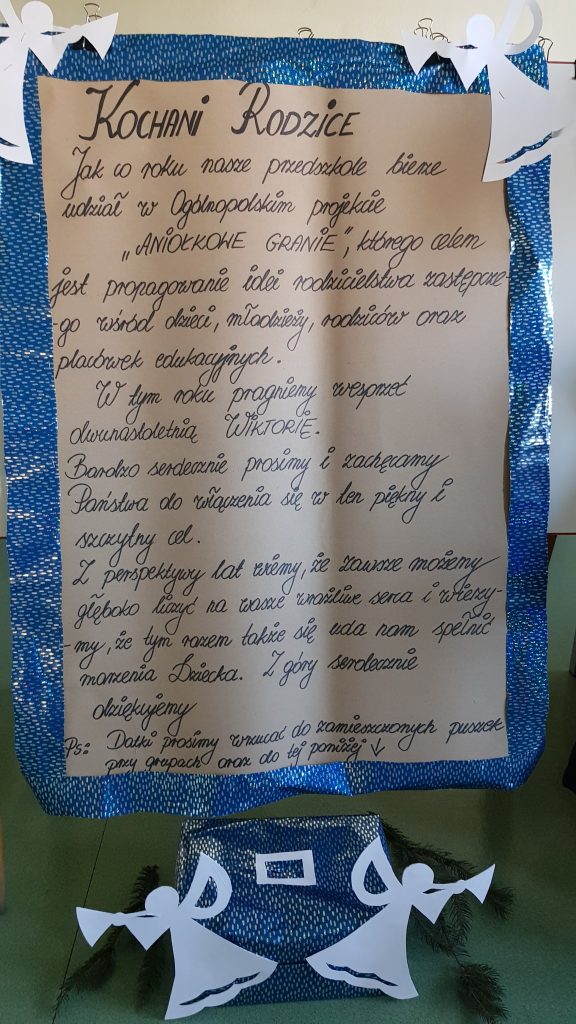 KOCHANI RODZICE
Jak co roku nasze przedszkole bierze
udział w Ogólnopolskim projekcie
„ANIOŁKOWE GRANIE", którego celem
jest propagowanie idei rodzicielstwa zastępcze-
-go wśród dzieci, młodzieży, rodziców oraz
placówek edukacyjnych.
W tym roku pragniemy wesprzeć
dwunastoletnią WIKTORIĘ.
Bardzo serdecznie prosimy i zachęcamy
Państwa do włączenia się w ten piękny i
szczytny cel.
Z perspektywy lat wiemy, że zawsze możemy
głęboko liczyć na wasze wrażliwe serca i wierzy-
-my, że tym razem także się uda nam spełnić
marzenia Dziecka. Z góry serdecznie
dziękujemy
Ps: Datki prosimy wrzucać do zamieszczonych puszek
przy grupach oraz do tej poniżej ↓